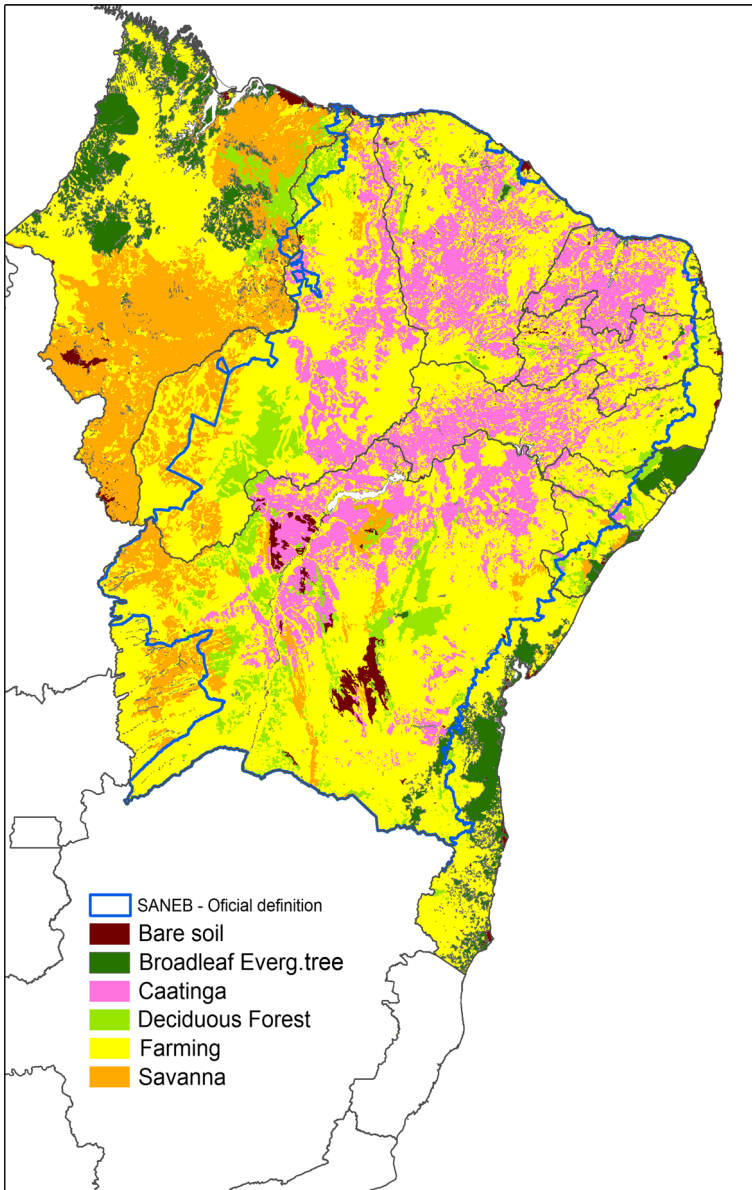 SANEB - Oficial definition
Bare soil
Broadleaf Everg.tree
Caatinga
Deciduous Forest
Farming
Savanna